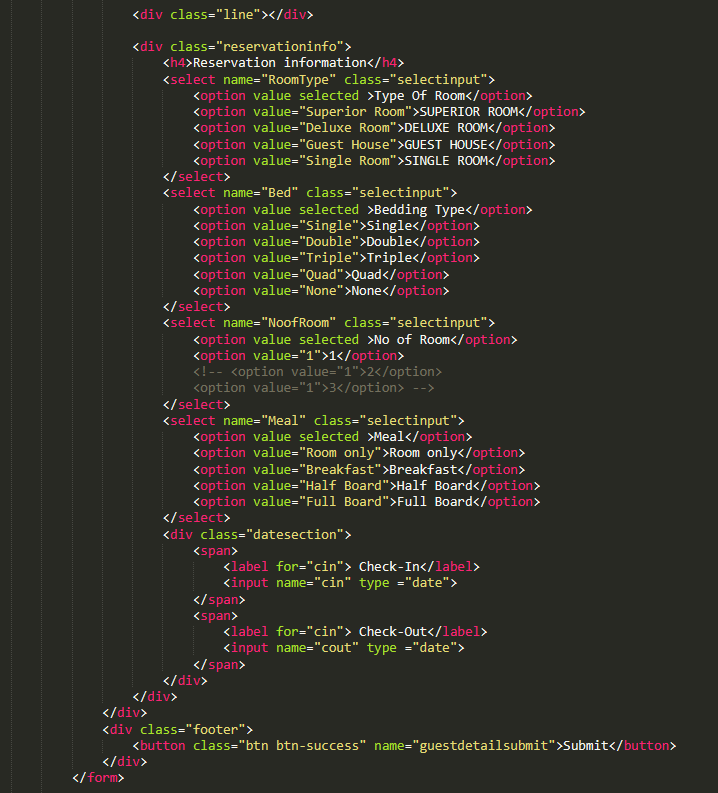 <div class="line"></div>
<div class="reservationinfo">
<h4>Reservation information</h4>
<select name="RoomType" class="selectinput">
<option value selected >Type Of Room</option>
<option value="Superior Room">SUPERIOR ROOM</option>
<option value="Deluxe Room">DELUXE ROOM</option>
<option value="Guest House">GUEST HOUSE</option>
<option value="Single Room">SINGLE ROOM</option>
</select>
<select name="Bed" class="selectinput">
<option value selected >Bedding Type</option>
<option value="Single">Single</option>
<option value="Double">Double</option>
<option value="Triple">Triple</option>
<option value="Quad">Quad</option>
<option value="None">None</option>
</select>
<select name="NoofRoom" class="selectinput">
<option value selected >No of Room</option>
<option value="1">1</option>
<!-- <option value="1">2</option>
<option value="1">3</option> -->
</select>
<select name="Meal" class="selectinput">
<option value selected >Meal</option>
<option value="Room only">Room only</option>
<option value="Breakfast">Breakfast</option>
<option value="Half Board">Half Board</option>
<option value="Full Board">Full Board</option>
</select>
<div class="datesection">
<span>
<label for="cin"> Check-In</label>
<input name="cin" type ="date">
</span>
<span>
<label for="cin"> Check-Out</label>
<input name="cout" type ="date">
</span>
</div>
</div>
</div>
<div class="footer">
<button class="btn btn-success" name="guestdetailsubmit">Submit</button>
</div>
</form>